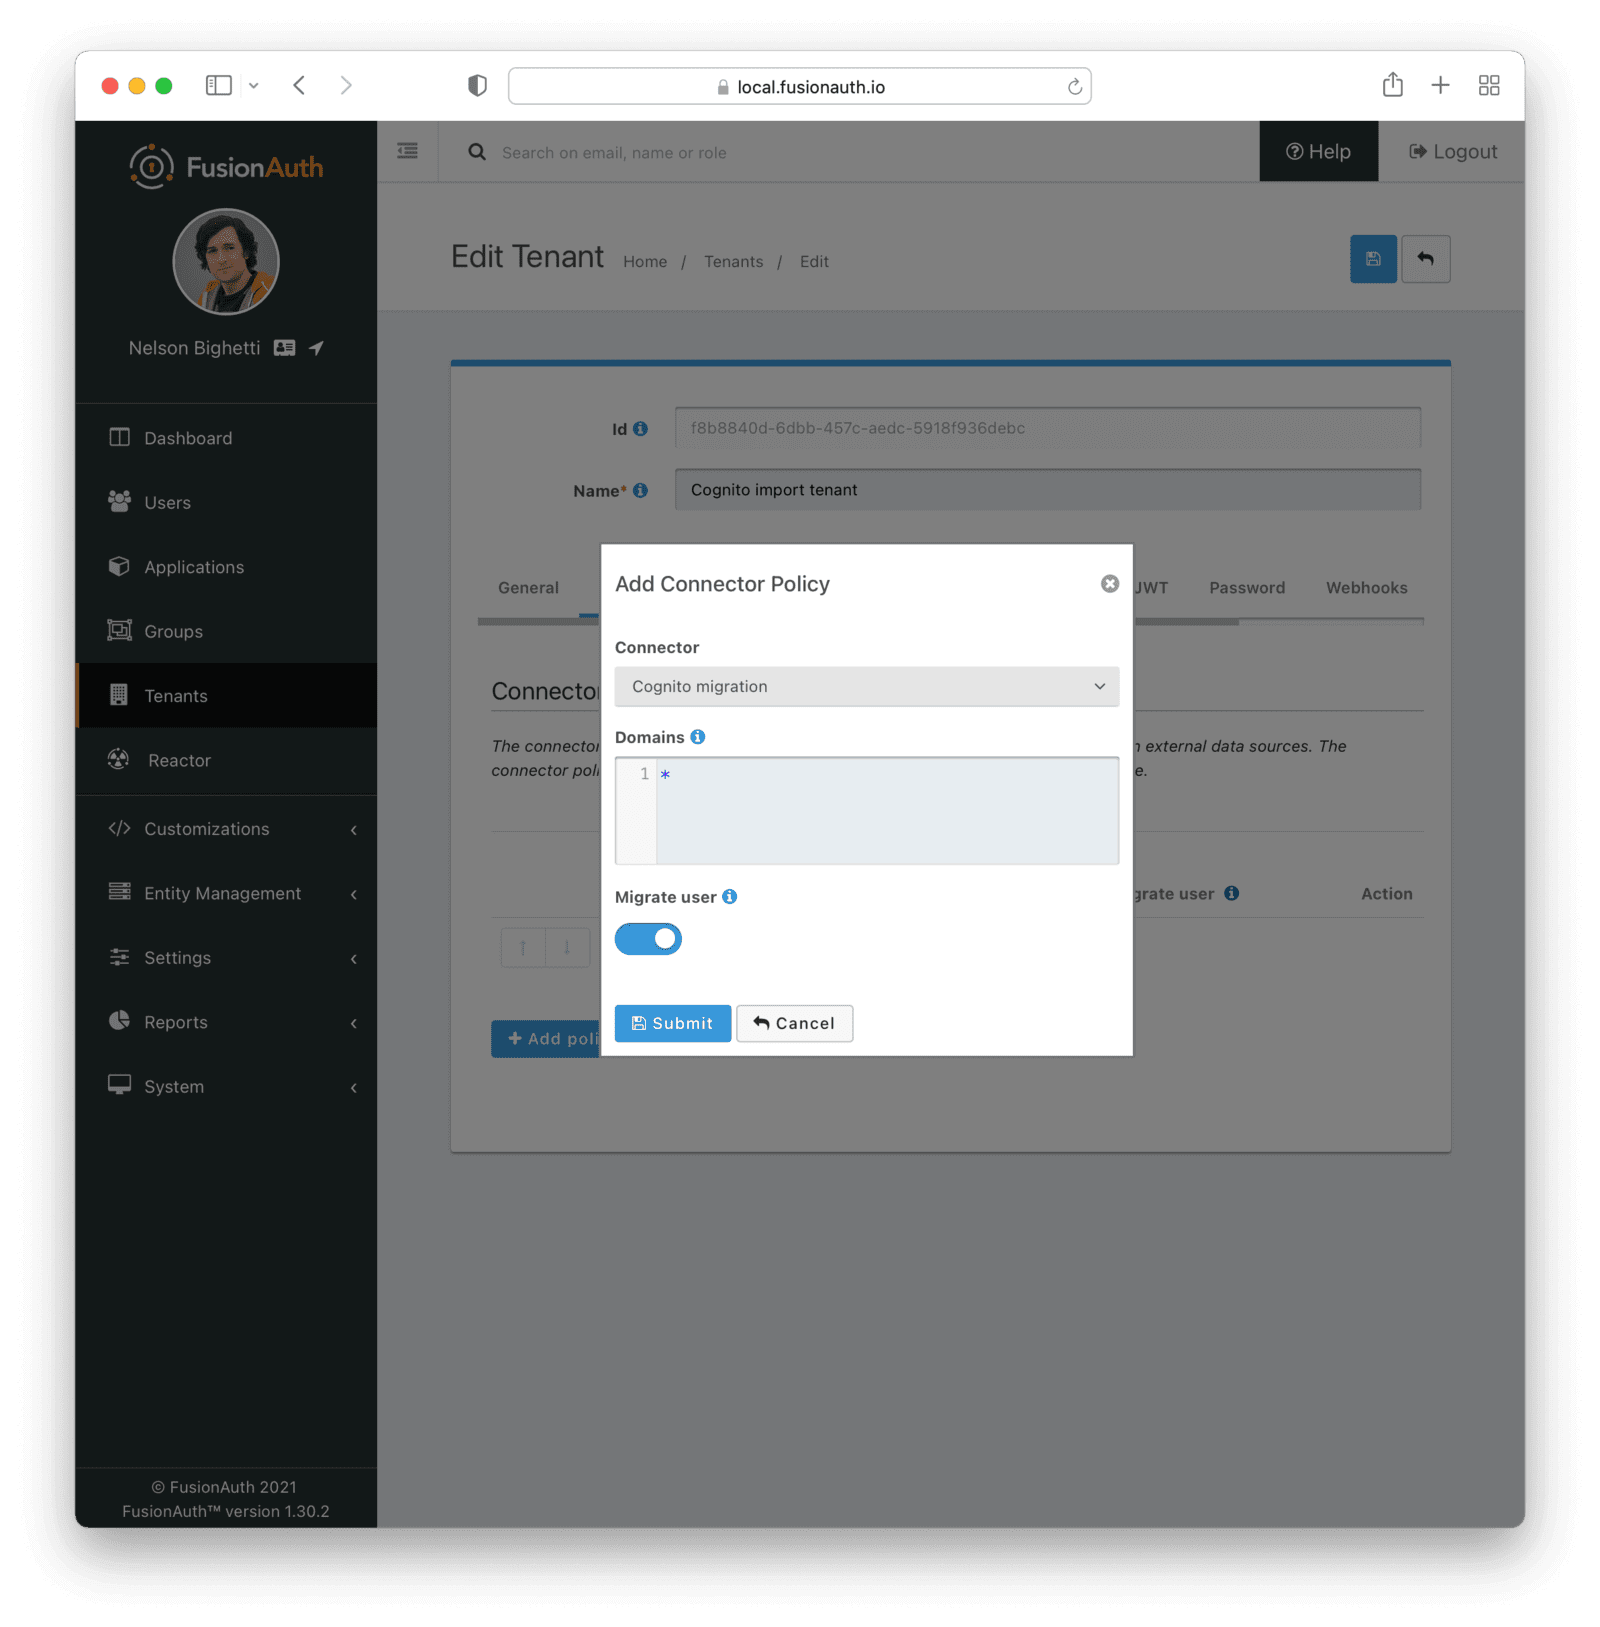 local.fusionauth.io
FusionAuth
Search on email, name or role
Help
Logout
Nelson Bighetti
Dashboard
Users
Applications
Groups
Tenants
Reactor
Customizations
Entity Management
Settings
Reports
System
© FusionAuth 2021
FusionAuth™ version 1.30.2
Edit Tenant Home / Tenants / Edit
Id f8b8840d-6dbb-457c-aedc-5918f936debc
Name* Cognito import tenant
General JWT Password Webhooks
Connector
The connector n external data sources. The
connector poli e.
grate user Action
Add poli
Add Connector Policy
Connector
Cognito migration
Domains
1 *
Migrate user
Submit Cancel